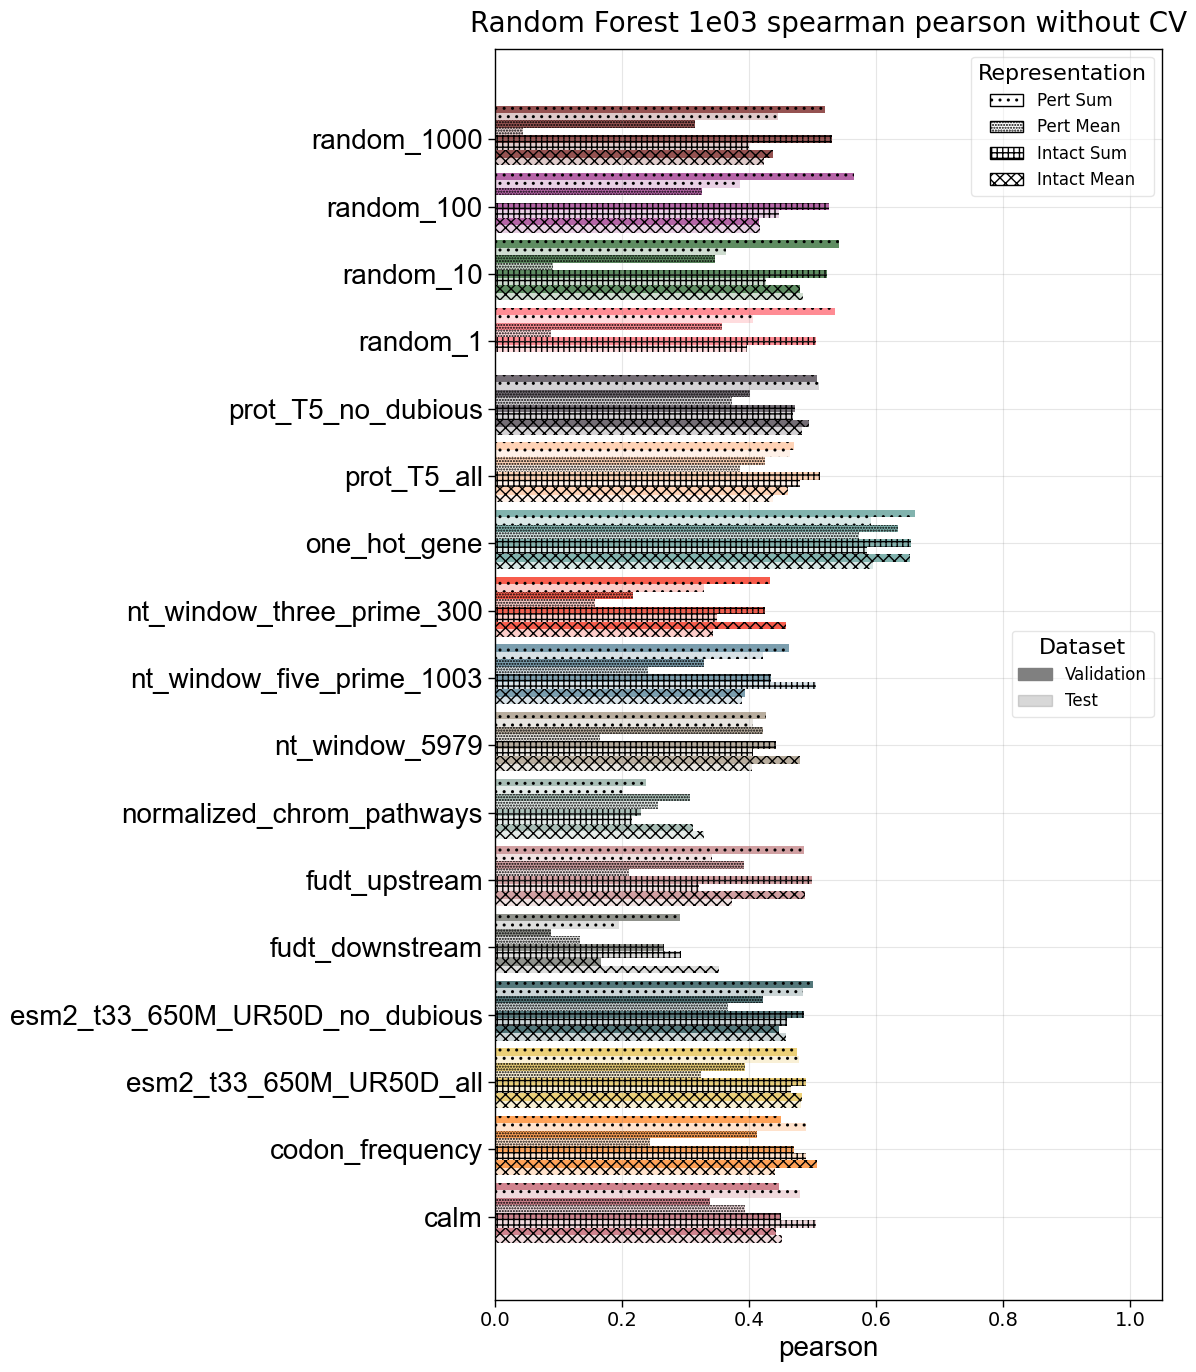 Random Forest 1e03 spearman pearson without CV
Representation
Pert Sum
Pert Mean
Intact Sum
Intact Mean
random_1000
random_100
random_10
random_1
prot_T5_no_dubious
prot_T5_all
one_hot_gene
nt_window_three_prime_300
nt_window_five_prime_1003
Dataset
Validation
Test
nt_window_5979
normalized_chrom_pathways
fudt_upstream
fudt_downstream
esm2_t33_650M_UR50D_no_dubious
esm2_t33_650M_UR50D_all
codon_frequency
calm
0.0 0.2 0.4 0.6 0.8 1.0
pearson